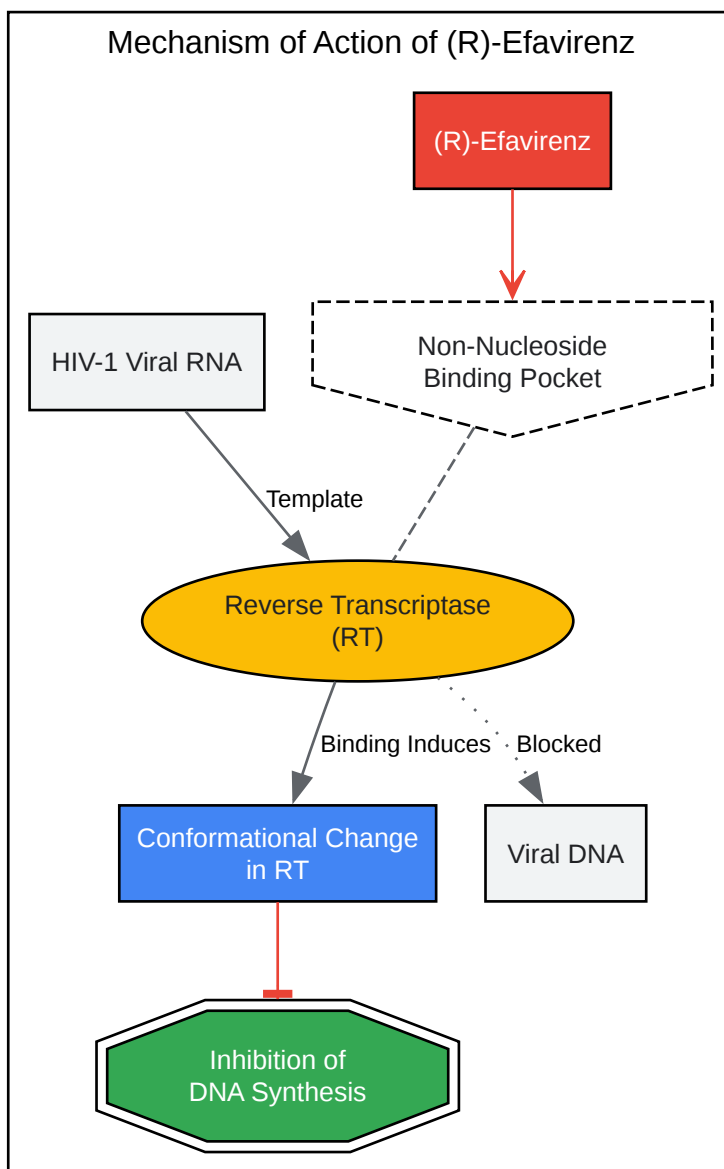 Mechanism of Action of (R)-Efavirenz
(R)-Efavirenz
HIV-1 Viral RNA
Non-Nucleoside
Binding Pocket
Template
Reverse Transcriptase
(RT)
Binding Induces
Blocked
Conformational Change
in RT
Viral DNA
Inhibition of
DNA Synthesis